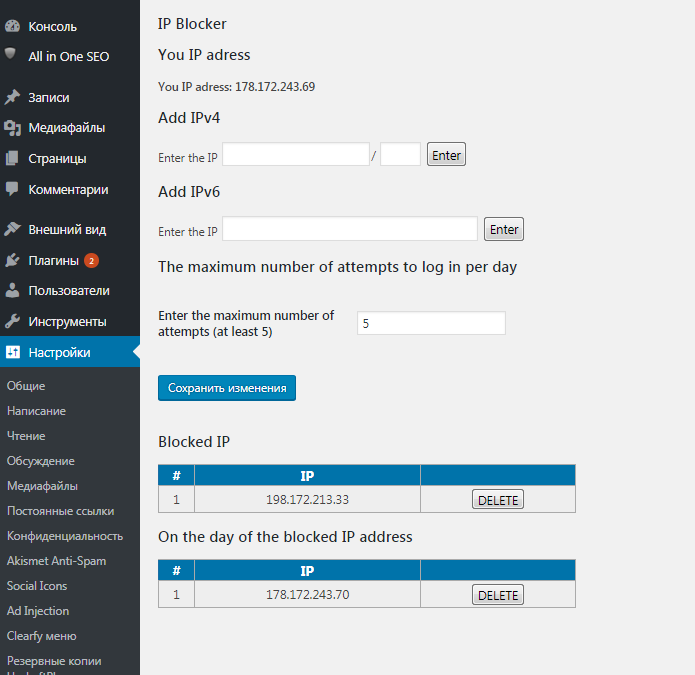 Консоль
All in One SEO
Записи
Медиафайлы
Страницы
Комментарии
Внешний вид
Плагины 2
Пользователи
Инструменты
Настройки
Общие
Написание
Чтение
Обсуждение
Медиафайлы
Постоянные ссылки
Конфиденциальность
Akismet Anti-Spam
Social Icons
Ad Injection
Clearfy меню
Резервные копии
IP Blocker
You IP adress
You IP adress: 178.172.243.69
Add IPv4
Enter the IP / Enter
Add IPv6
Enter the IP Enter
The maximum number of attempts to log in per day
Enter the maximum number of
attempts (at least 5) 5
Сохранить изменения
Blocked IP
# IP
1 198.172.213.33 DELETE
On the day of the blocked IP address
# IP
1 178.172.243.70 DELETE